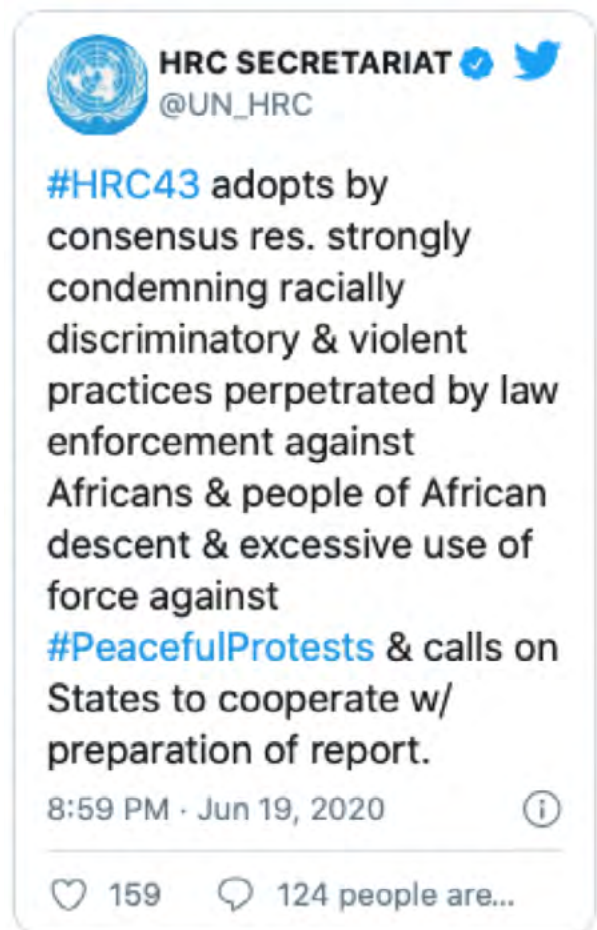 HRC SECRETARIAT
@UN_HRC
#HRC43 adopts by
consensus res. strongly
condemning racially
discriminatory & violent
practices perpetrated by law
enforcement against
Africans & people of African
descent & excessive use of
force against
#PeacefulProtests & calls on
States to cooperate w/
preparation of report.
8:59 PM · Jun 19, 2020
159 124 people are...